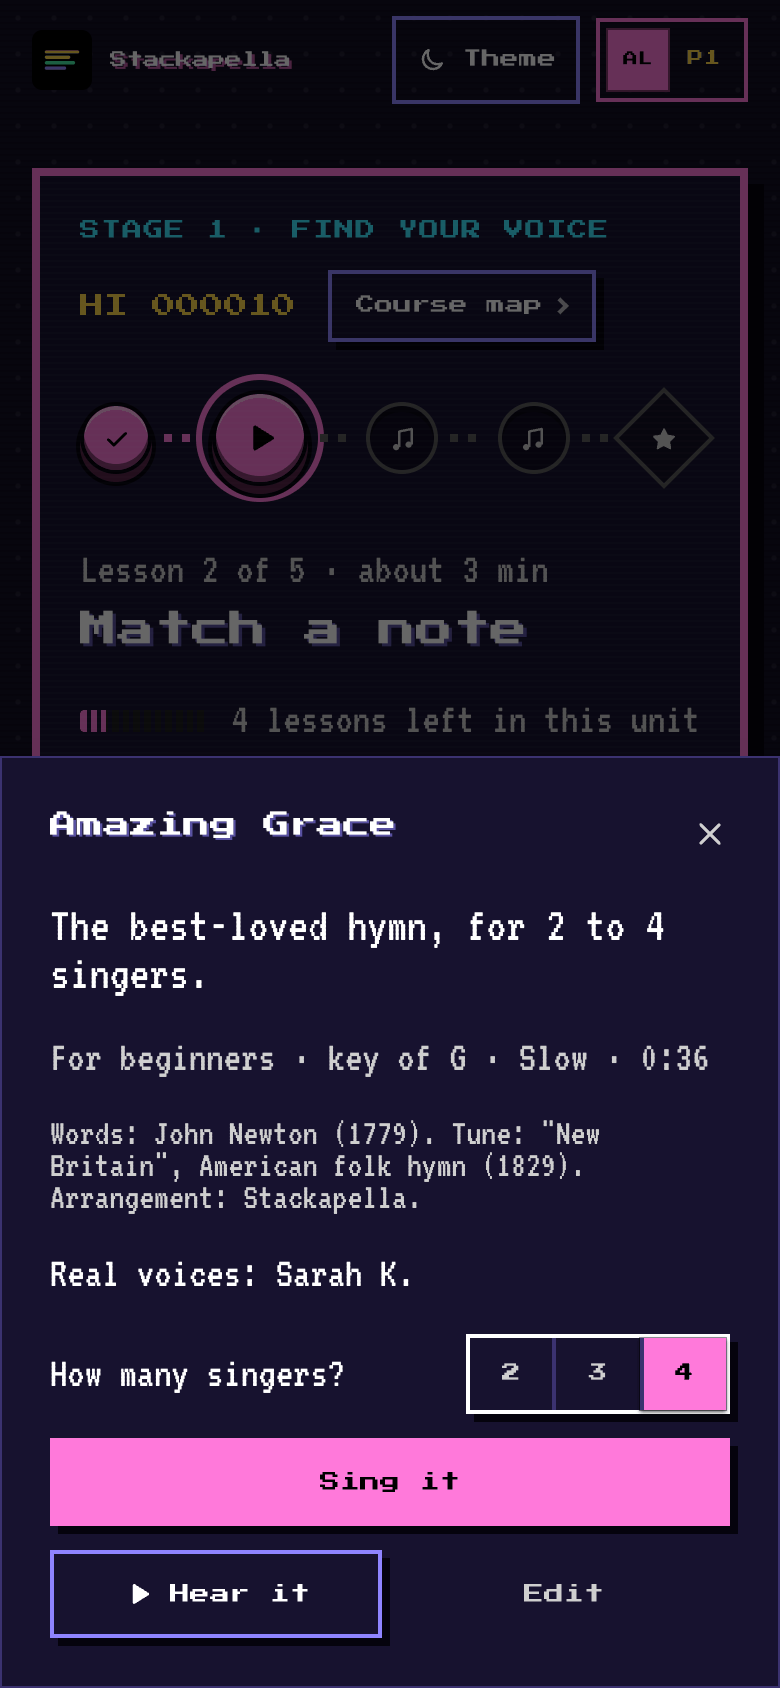 Stackapella
Theme
AL P1
STAGE 1 · FIND YOUR VOICE
HI 000010
Course map
Lesson 2 of 5 · about 3 min
Match a note
4 lessons left in this unit
Amazing Grace
The best-loved hymn, for 2 to 4
singers.
For beginners · key of G · Slow · 0:36
Words: John Newton (1779). Tune: "New
Britain", American folk hymn (1829).
Arrangement: Stackapella.
Real voices: Sarah K.
How many singers? 2 3 4
Sing it
Hear it
Edit